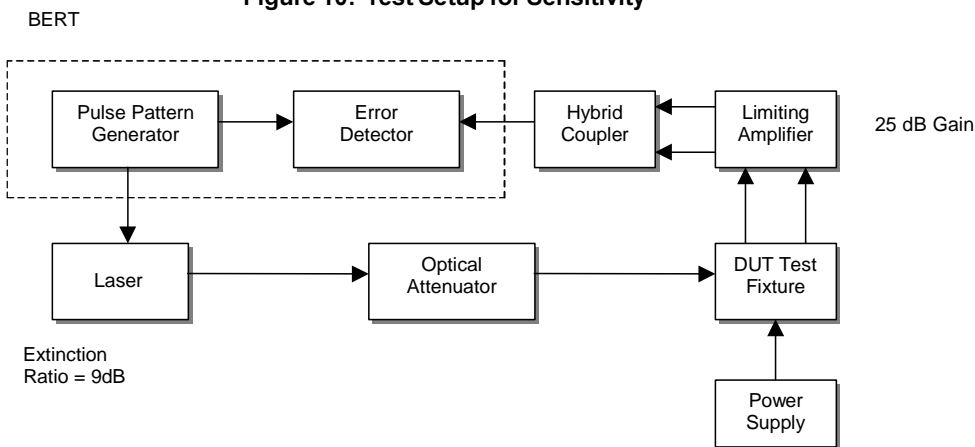 Figure 10: Test Setup for Sensitivity
BERT
Pulse Pattern
Generator
Error
Detector
Hybrid
Coupler
Limiting
Amplifier
25 dB Gain
Laser
Optical
Attenuator
DUT Test
Fixture
Extinction
Ratio = 9dB
Power
Supply